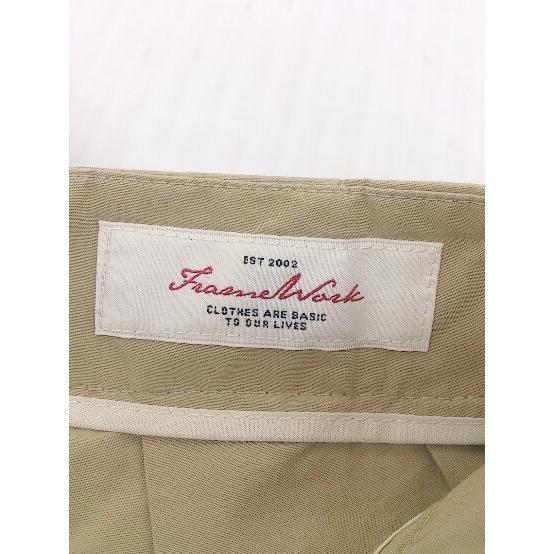 EST 2002
FrameWork
CLOTHES ARE BASIC
TO OUR LIVES